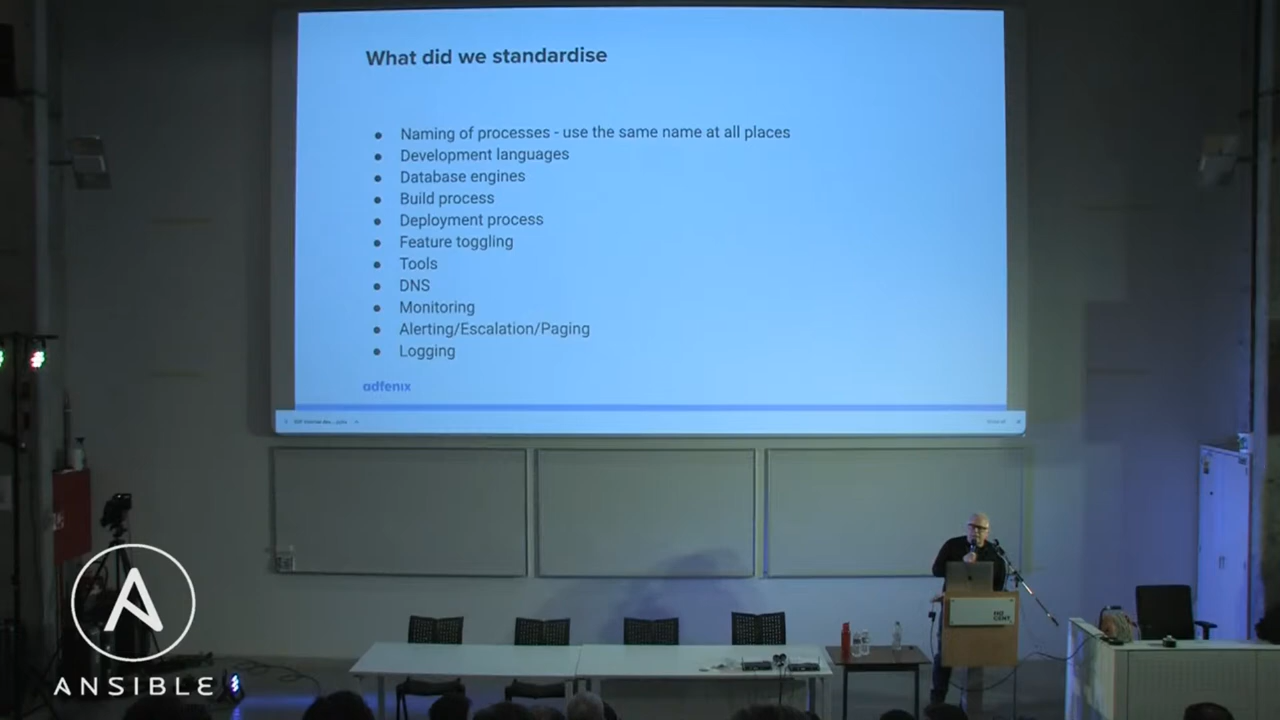 What did we standardise
Naming of processes - use the same name at all places
Development languages
Database engines
Build process
Deployment process
Feature toggling
Tools
DNS
Monitoring
Alerting/Escalation/Paging
Logging
adfenix
ANSIBLE